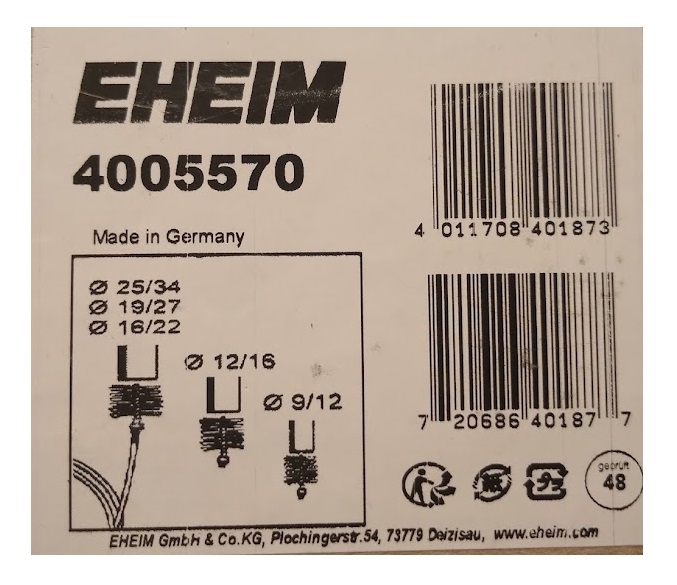 EHEIM
4005570
Made in Germany
Ø 25/34
Ø 19/27
Ø 16/22
Ø 12/16
Ø 9/12
4 011708 401873
7 20686 40187 7
geprüft
48
EHEIM GmbH & Co.KG, Plochingerstr.54, 73779 Deizisau, www.eheim.com